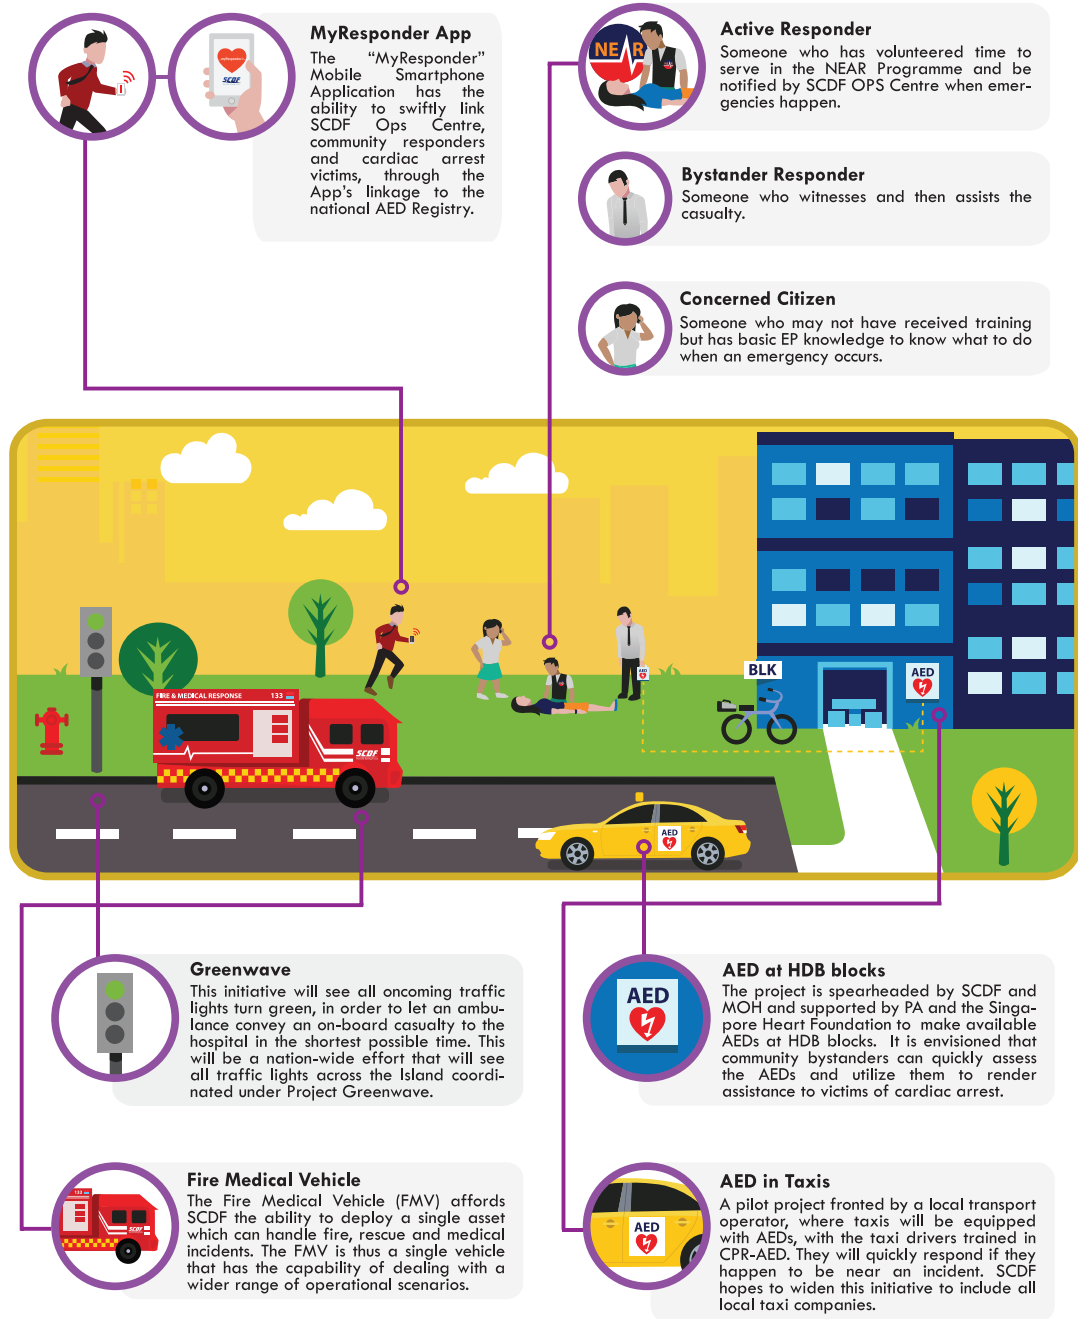 MyResponder App
The "MyResponder"
Mobile Smartphone
Application has the
ability to swiftly link
SCDF Ops Centre,
community responders
and cardiac arrest
victims, through the
App's linkage to the
national AED Registry.
myResponder
SCDF
NEAR
Active Responder
Someone who has volunteered time to
serve in the NEAR Programme and be
notified by SCDF OPS Centre when emer-
gencies happen.
Bystander Responder
Someone who witnesses and then assists the
casualty.
Concerned Citizen
Someone who may not have received training
but has basic EP knowledge to know what to do
when an emergency occurs.
FIRE & MEDICAL RESPONSE 133
SCDF
AED
BLK
AED
AED
Greenwave
This initiative will see all oncoming traffic
lights turn green, in order to let an ambu-
lance convey an on-board casualty to the
hospital in the shortest possible time. This
will be a nation-wide effort that will see
all traffic lights across the Island coordi-
nated under Project Greenwave.
AED
AED at HDB blocks
The project is spearheaded by SCDF and
MOH and supported by PA and the Singa-
pore Heart Foundation to make available
AEDs at HDB blocks. It is envisioned that
community bystanders can quickly assess
the AEDs and utilize them to render
assistance to victims of cardiac arrest.
133
SCDF
Fire Medical Vehicle
The Fire Medical Vehicle (FMV) affords
SCDF the ability to deploy a single asset
which can handle fire, rescue and medical
incidents. The FMV is thus a single vehicle
that has the capability of dealing with a
wider range of operational scenarios.
AED
AED in Taxis
A pilot project fronted by a local transport
operator, where taxis will be equipped
with AEDs, with the taxi drivers trained in
CPR-AED. They will quickly respond if they
happen to be near an incident. SCDF
hopes to widen this initiative to include all
local taxi companies.